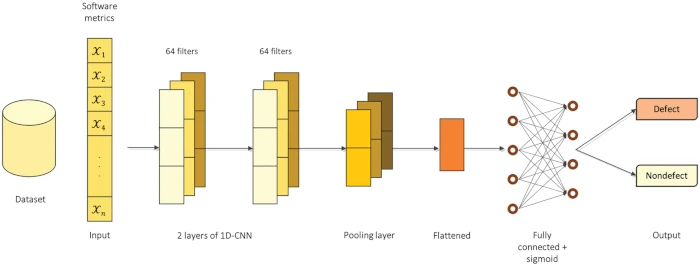 Software
metrics
64 filters
64 filters
x1
x2
x3
x4
.
.
.
xn
Defect
Nondefect
Dataset
Input
2 layers of 1D-CNN
Pooling layer
Flattened
Fully
connected +
sigmoid
Output